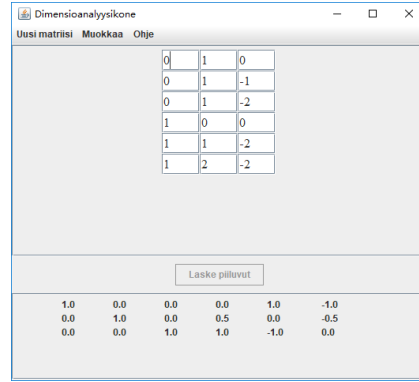 Dimensioanalyysikone
Uusi matriisi Muokkaa Ohje
0 1 0
0 1 -1
0 1 -2
1 0 0
1 1 -2
1 2 -2
Laske piiluvut
1.0 0.0 0.0 0.0 1.0 -1.0
0.0 1.0 0.0 0.5 0.0 -0.5
0.0 0.0 1.0 1.0 -1.0 0.0